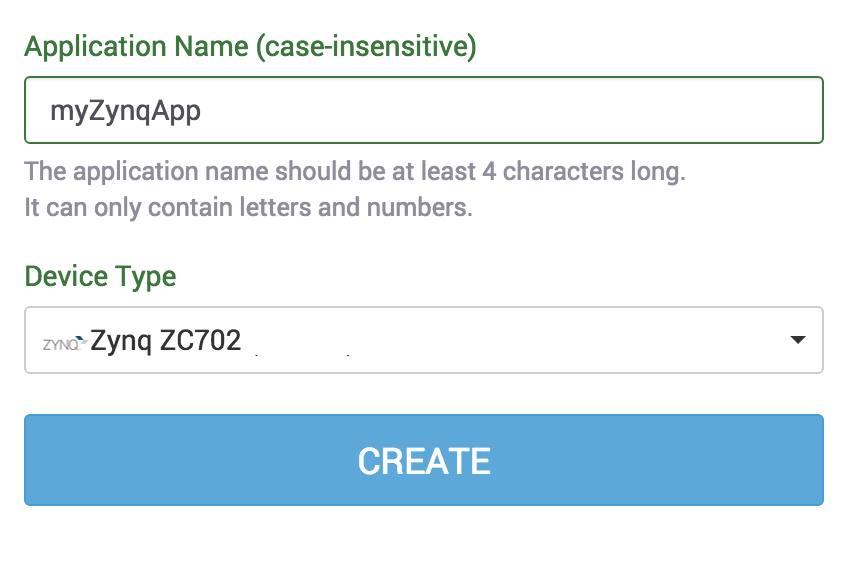 Application Name (case-insensitive)
myZynqApp
The application name should be at least 4 characters long.
It can only contain letters and numbers.
Device Type
ZYNQ Zynq ZC702
CREATE